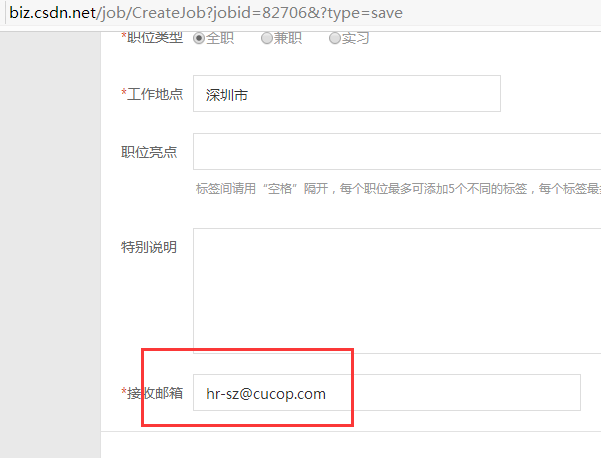 biz.csdn.net/job/CreateJob?jobid=82706&?type=save
*职位类型 全职 兼职 实习
*工作地点 深圳市
职位亮点
标签间请用“空格”隔开，每个职位最多可添加5个不同的标签，每个标签最
特别说明
*接收邮箱 hr-sz@cucop.com